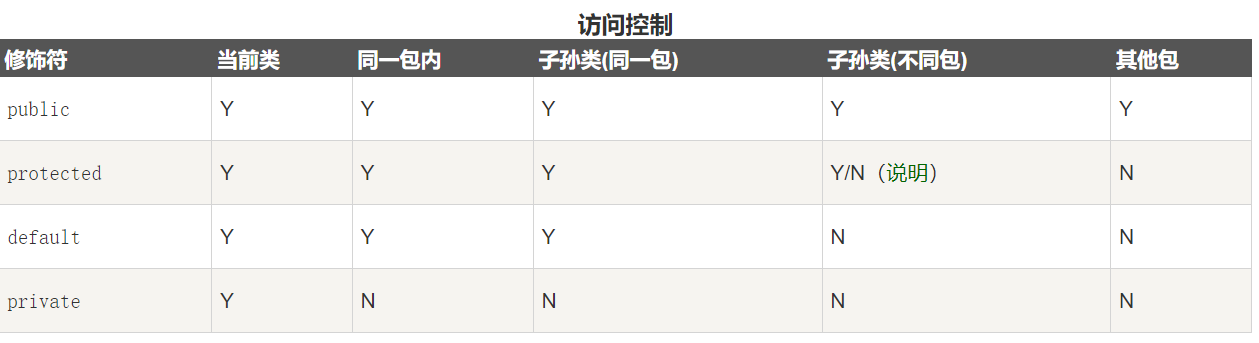 访问控制
修饰符 当前类 同一包内 子孙类(同一包) 子孙类(不同包) 其他包
public Y Y Y Y Y
protected Y Y Y Y/N（说明） N
default Y Y Y N N
private Y N N N N